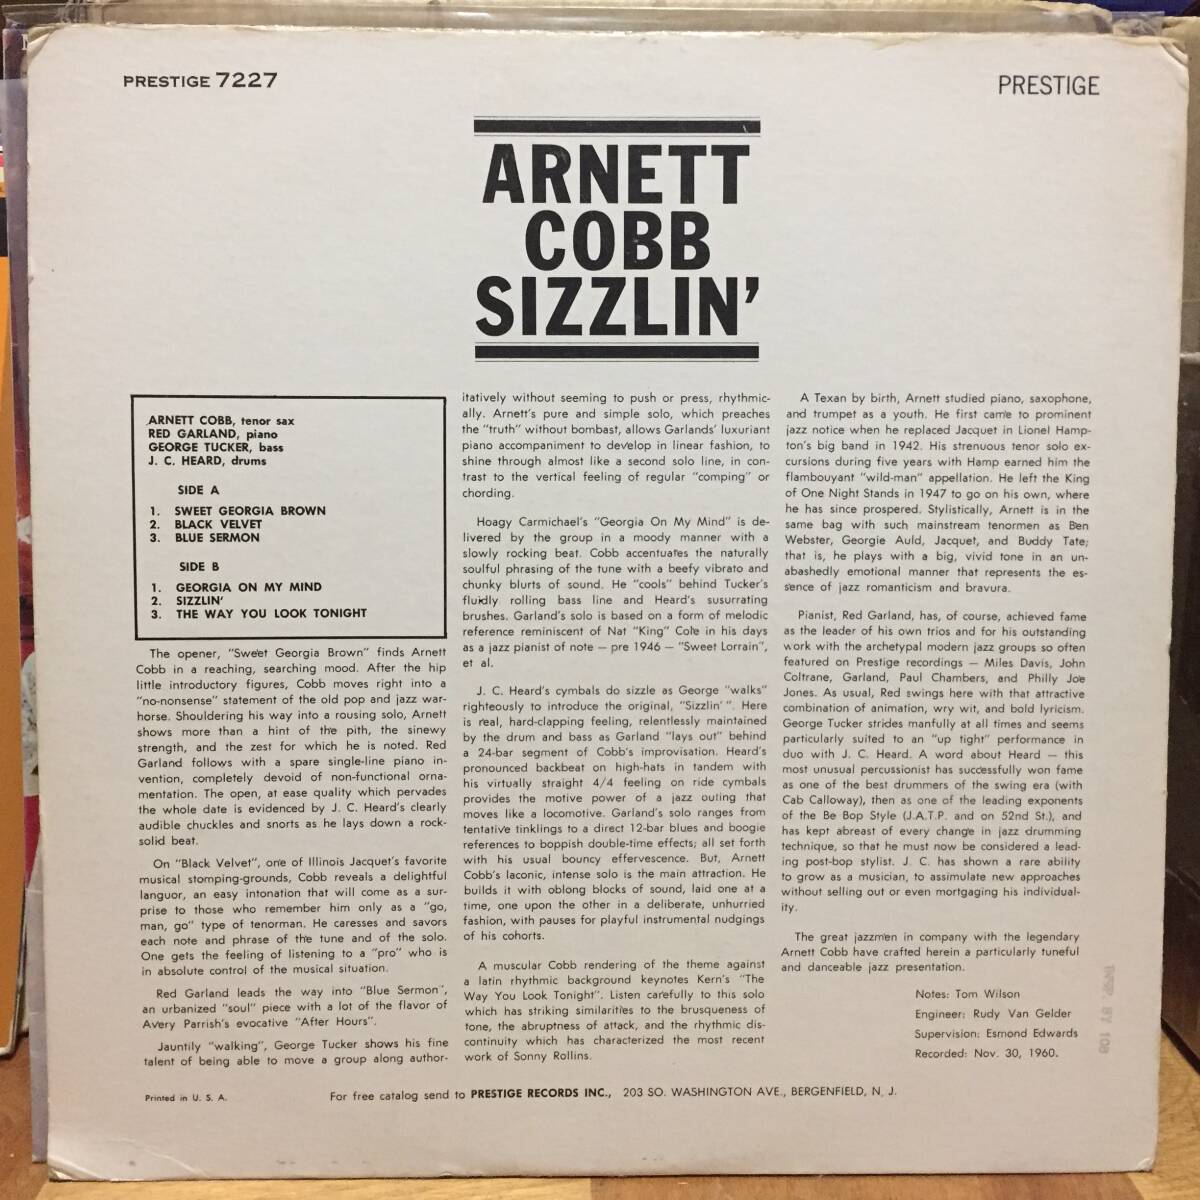 PRESTIGE 7227
PRESTIGE
ARNETT
COBB
SIZZLIN’
ARNETT COBB, tenor sax
RED GARLAND, piano
GEORGE TUCKER, bass
J. C. HEARD, drums
SIDE A
1. SWEET GEORGIA BROWN
2. BLACK VELVET
3. BLUE SERMON
SIDE B
1. GEORGIA ON MY MIND
2. SIZZLIN'
3. THE WAY YOU LOOK TONIGHT
The opener, "Sweet Georgia Brown" finds Arnett
Cobb in a reaching, searching mood. After the hip
little introductory figures, Cobb moves right into a
"no-nonsense" statement of the old pop and jazz war-
horse. Shouldering his way into a rousing solo, Arnett
shows more than a hint of the pith, the sinewy
strength, and the zest for which he is noted. Red
Garland follows with a spare single-line piano in-
vention, completely devoid of non-functional orna-
mentation. The open, at ease quality which pervades
the whole date is evidenced by J. C. Heard's clearly
audible chuckles and snorts as he lays down a rock-
solid beat.
On "Black Velvet", one of Illinois Jacquet's favorite
musical stomping-grounds, Cobb reveals a delightful
languor, an easy intonation that will come as a sur-
prise to those who remember him only as a "go,
man, go" type of tenorman. He caresses and savors
each note and phrase of the tune and of the solo.
One gets the feeling of listening to a "pro" who is
in absolute control of the musical situation.
Red Garland leads the way into "Blue Sermon",
an urbanized "soul" piece with a lot of the flavor of
Avery Parrish's evocative "After Hours".
Jauntily "walking", George Tucker shows his fine
talent of being able to move a group along author-
itatively without seeming to push or press, rhythmic-
ally. Arnett's pure and simple solo, which preaches
the "truth" without bombast, allows Garlands' luxuriant
piano accompaniment to develop in linear fashion, to
shine through almost like a second solo line, in con-
trast to the vertical feeling of regular "comping" or
chording.
Hoagy Carmichael's "Georgia On My Mind" is de-
livered by the group in a moody manner with a
slowly rocking beat. Cobb accentuates the naturally
soulful phrasing of the tune with a beefy vibrato and
chunky blurts of sound. He "cools" behind Tucker's
fluidly rolling bass line and Heard's susurrating
brushes. Garland's solo is based on a form of melodic
reference reminiscent of Nat "King" Cole in his days
as a jazz pianist of note — pre 1946 — "Sweet Lorrain",
et al.
J. C. Heard's cymbals do sizzle as George "walks"
righteously to introduce the original, "Sizzlin' ". Here
is real, hard-clapping feeling, relentlessly maintained
by the drum and bass as Garland "lays out" behind
a 24-bar segment of Cobb's improvisation. Heard's
pronounced backbeat on high-hats in tandem with
his virtually straight 4/4 feeling on ride cymbals
provides the motive power of a jazz outing that
moves like a locomotive. Garland's solo ranges from
tentative tinklings to a direct 12-bar blues and boogie
references to boppish double-time effects; all set forth
with his usual bouncy effervescence. But, Arnett
Cobb's laconic, intense solo is the main attraction. He
builds it with oblong blocks of sound, laid one at a
time, one upon the other in a deliberate, unhurried
fashion, with pauses for playful instrumental nudgings
of his cohorts.
A muscular Cobb rendering of the theme against
a latin rhythmic background keynotes Kern's "The
Way You Look Tonight". Listen carefully to this solo
which has striking similarities to the brusqueness of
tone, the abruptness of attack, and the rhythmic dis-
continuity which has characterized the most recent
work of Sonny Rollins.
A Texan by birth, Arnett studied piano, saxophone,
and trumpet as a youth. He first came to prominent
jazz notice when he replaced Jacquet in Lionel Hamp-
ton's big band in 1942. His strenuous tenor solo ex-
cursions during five years with Hamp earned him the
flambouyant "wild-man" appellation. He left the King
of One Night Stands in 1947 to go on his own, where
he has since prospered. Stylistically, Arnett is in the
same bag with such mainstream tenormen as Ben
Webster, Georgie Auld, Jacquet, and Buddy Tate;
that is, he plays with a big, vivid tone in an un-
abashedly emotional manner that represents the es-
sence of jazz romanticism and bravura.
Pianist, Red Garland, has, of course, achieved fame
as the leader of his own trios and for his outstanding
work with the archetypal modern jazz groups so often
featured on Prestige recordings — Miles Davis, John
Coltrane, Garland, Paul Chambers, and Philly Joe
Jones. As usual, Red swings here with that attractive
combination of animation, wry wit, and bold lyricism.
George Tucker strides manfully at all times and seems
particularly suited to an "up tight" performance in
duo with J. C. Heard. A word about Heard — this
most unusual percussionist has successfully won fame
as one of the best drummers of the swing era (with
Cab Calloway), then as one of the leading exponents
of the Be Bop Style (J.A.T.P. and on 52nd St.), and
has kept abreast of every change in jazz drumming
technique, so that he must now be considered a lead-
ing post-bop stylist. J. C. has shown a rare ability
to grow as a musician, to assimulate new approaches
without selling out or even mortgaging his individual-
ity.
The great jazzmen in company with the legendary
Arnett Cobb have crafted herein a particularly tuneful
and danceable jazz presentation.
Notes: Tom Wilson
Engineer: Rudy Van Gelder
Supervision: Esmond Edwards
Recorded: Nov. 30, 1960.
BY 108
Printed in U. S. A.
For free catalog send to PRESTIGE RECORDS INC., 203 SO. WASHINGTON AVE., BERGENFIELD, N. J.